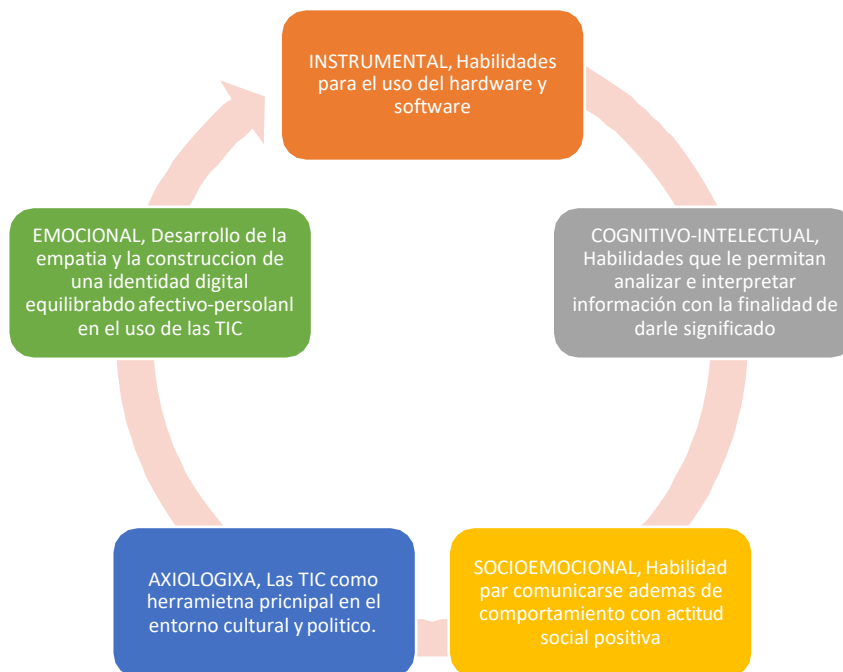 INSTRUMENTAL, Habilidades
para el uso del hardware y
software
COGNITIVO-INTELECTUAL,
Habilidades que le permitan
analizar e interpretar
información con la finalidad de
darle significado
SOCIOEMOCIONAL, Habilidad
par comunicarse ademas de
comportamiento con actitud
social positiva
AXIOLOGIXA, Las TIC como
herramietna pricnipal en el
entorno cultural y politico.
EMOCIONAL, Desarrollo de la
empatia y la construccion de
una identidad digital
equilibrabdo afectivo-persolanl
en el uso de las TIC